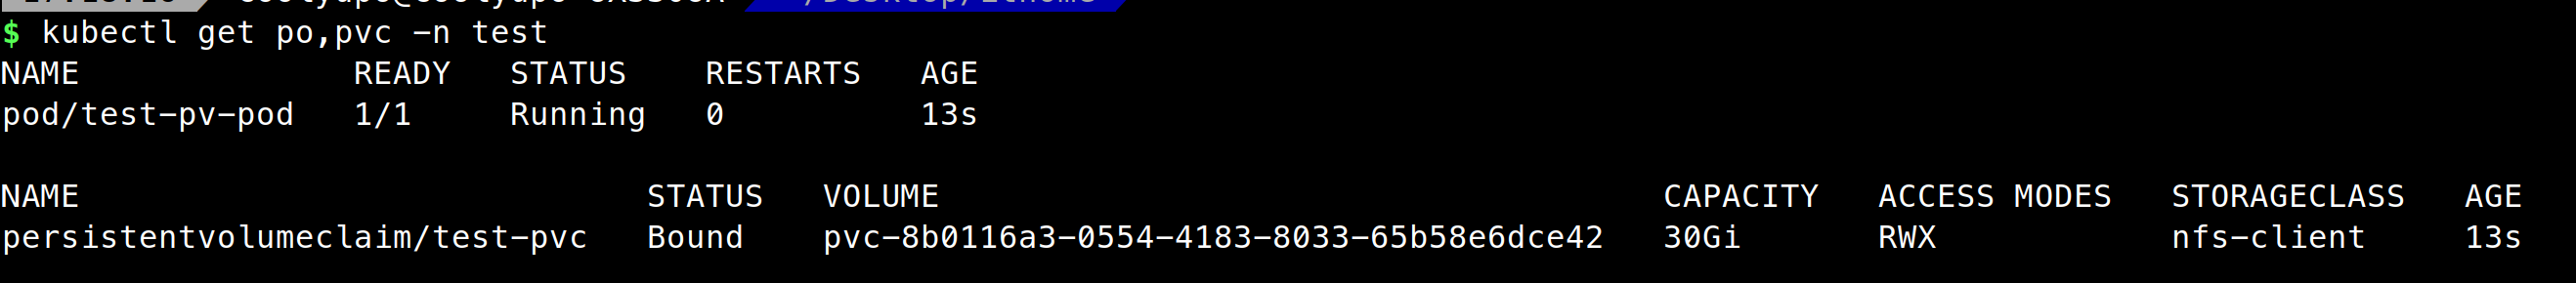 $ kubectl get po,pvc -n test
NAME READY STATUS RESTARTS AGE
pod/test-pv-pod 1/1 Running 0 13s
NAME STATUS VOLUME CAPACITY ACCESS MODES STORAGECLASS AGE
persistentvolumeclaim/test-pvc Bound pvc-8b0116a3-0554-4183-8033-65b58e6dce42 30Gi RWX nfs-client 13s